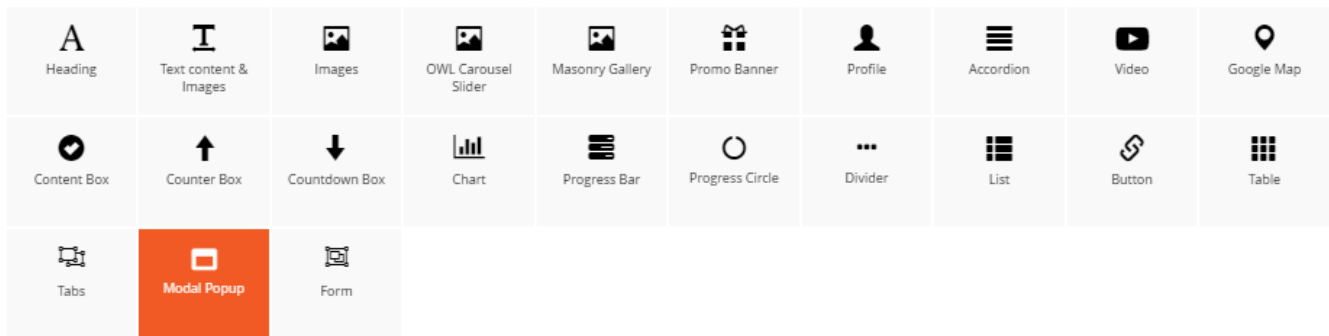 Heading
Text content &
Images
Images
OWL Carousel
Slider
Masonry Gallery
Promo Banner
Profile
Accordion
Video
Google Map
Content Box
Counter Box
Countdown Box
Chart
Progress Bar
Progress Circle
Divider
List
Button
Table
Tabs
Modal Popup
Form